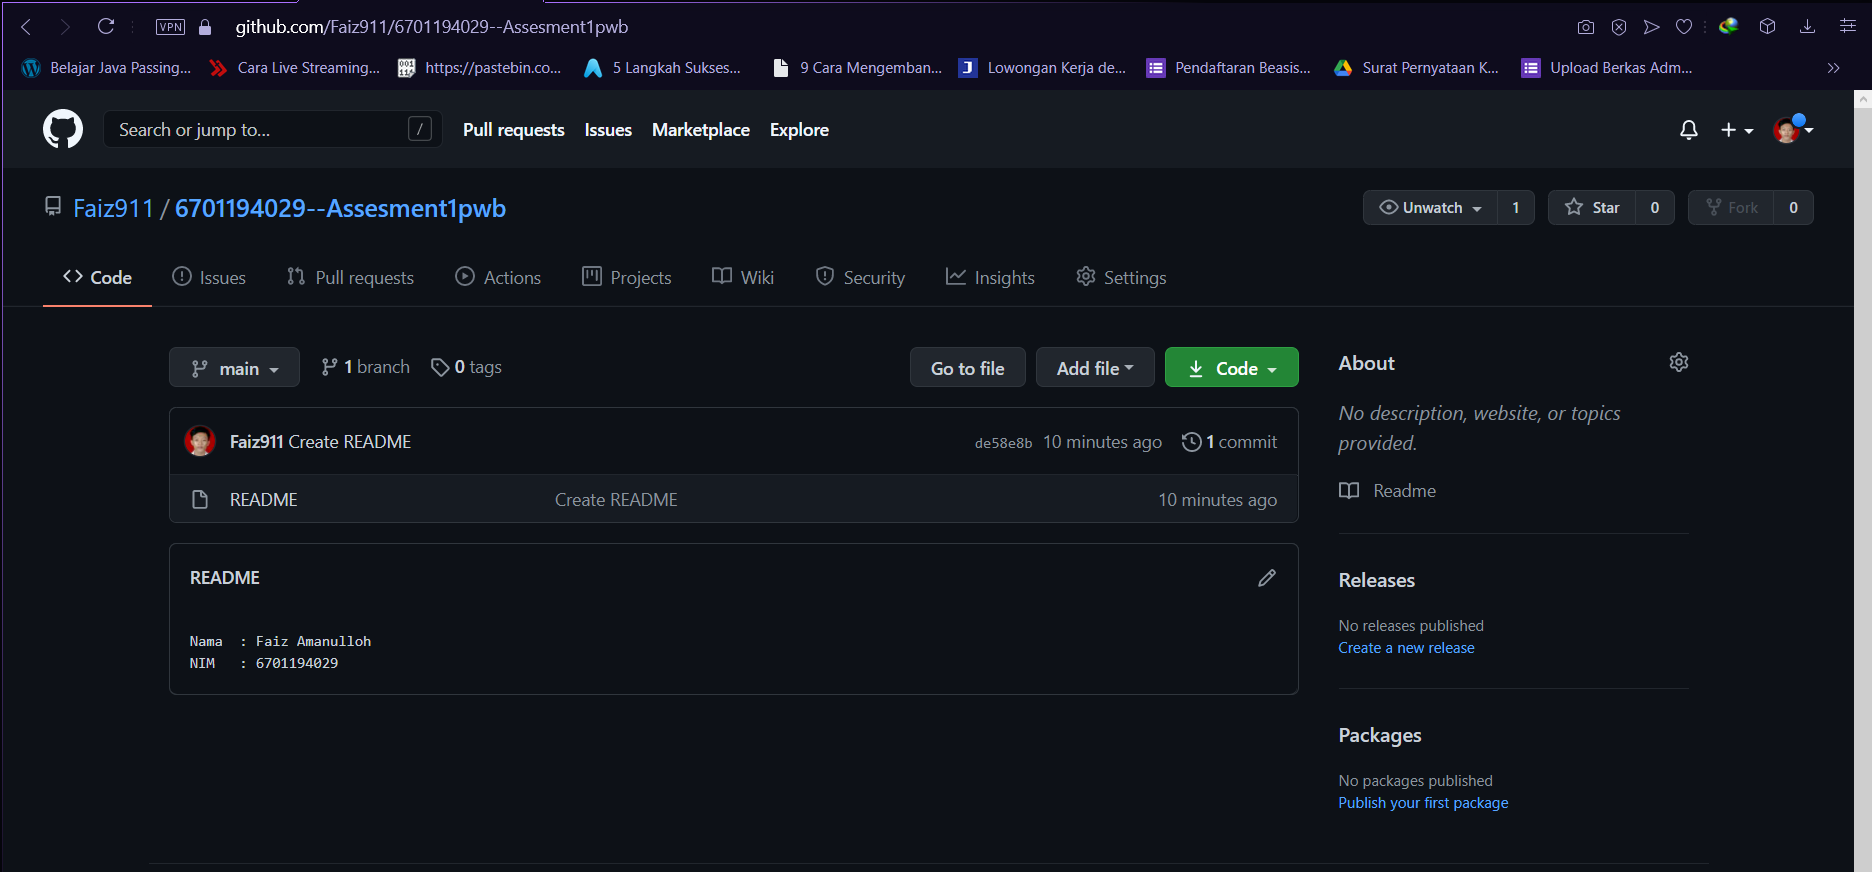 VPN github.com/Faiz911/6701194029--Assesment1pwb
Belajar Java Passing... Cara Live Streaming... https://pastebin.co... 5 Langkah Sukses... 9 Cara Mengemban... Lowongan Kerja de... Pendaftaran Beasis... Surat Pernyataan K... Upload Berkas Adm...
Search or jump to... / Pull requests Issues Marketplace Explore
Faiz911 / 6701194029--Assesment1pwb Unwatch 1 Star 0 Fork 0
Code Issues Pull requests Actions Projects Wiki Security Insights Settings
main 1 branch 0 tags Go to file Add file Code
Faiz911 Create README de58e8b 10 minutes ago 1 commit
README Create README 10 minutes ago
README
Nama : Faiz Amanulloh
NIM : 6701194029
About
No description, website, or topics
provided.
Readme
Releases
No releases published
Create a new release
Packages
No packages published
Publish your first package